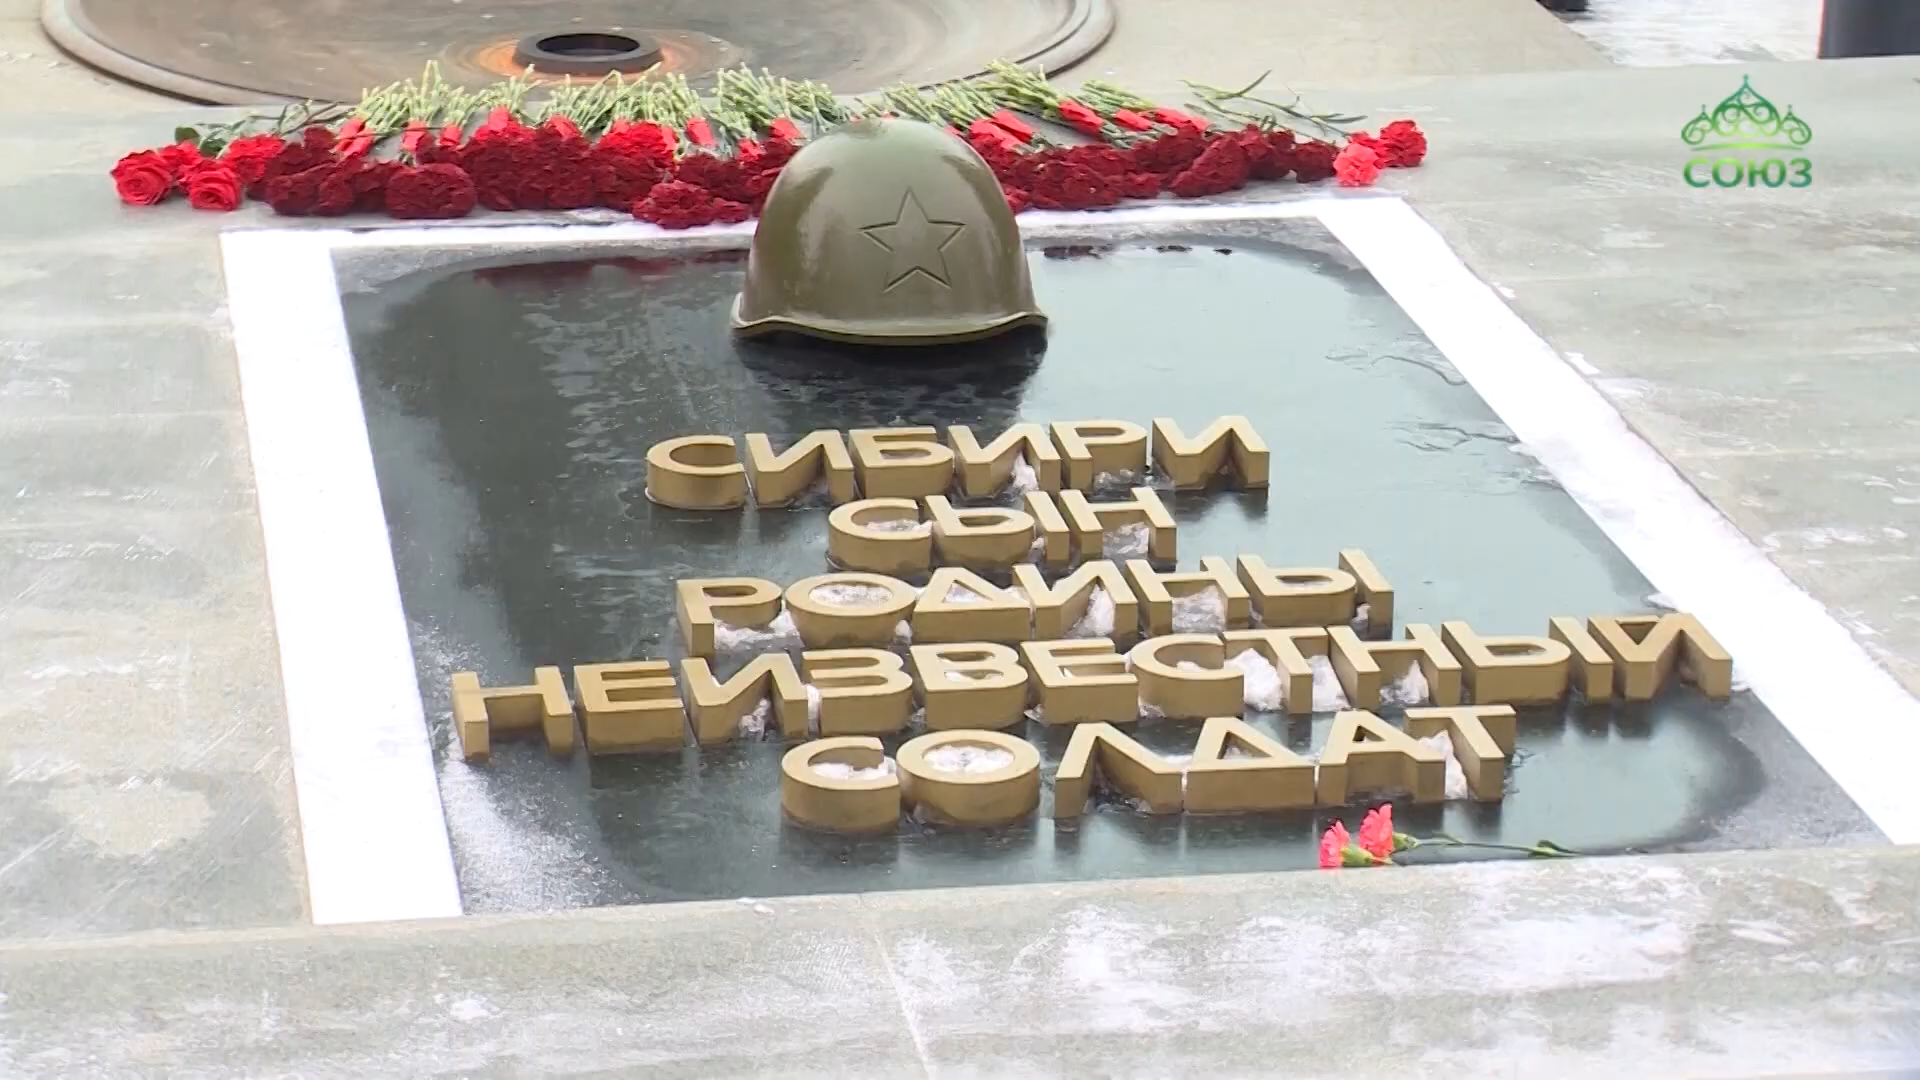 СОЮЗ
СИБИРИ
СЫН
РОДИНЫ
НЕИЗВЕСТНЫЙ
СОЛДАТ